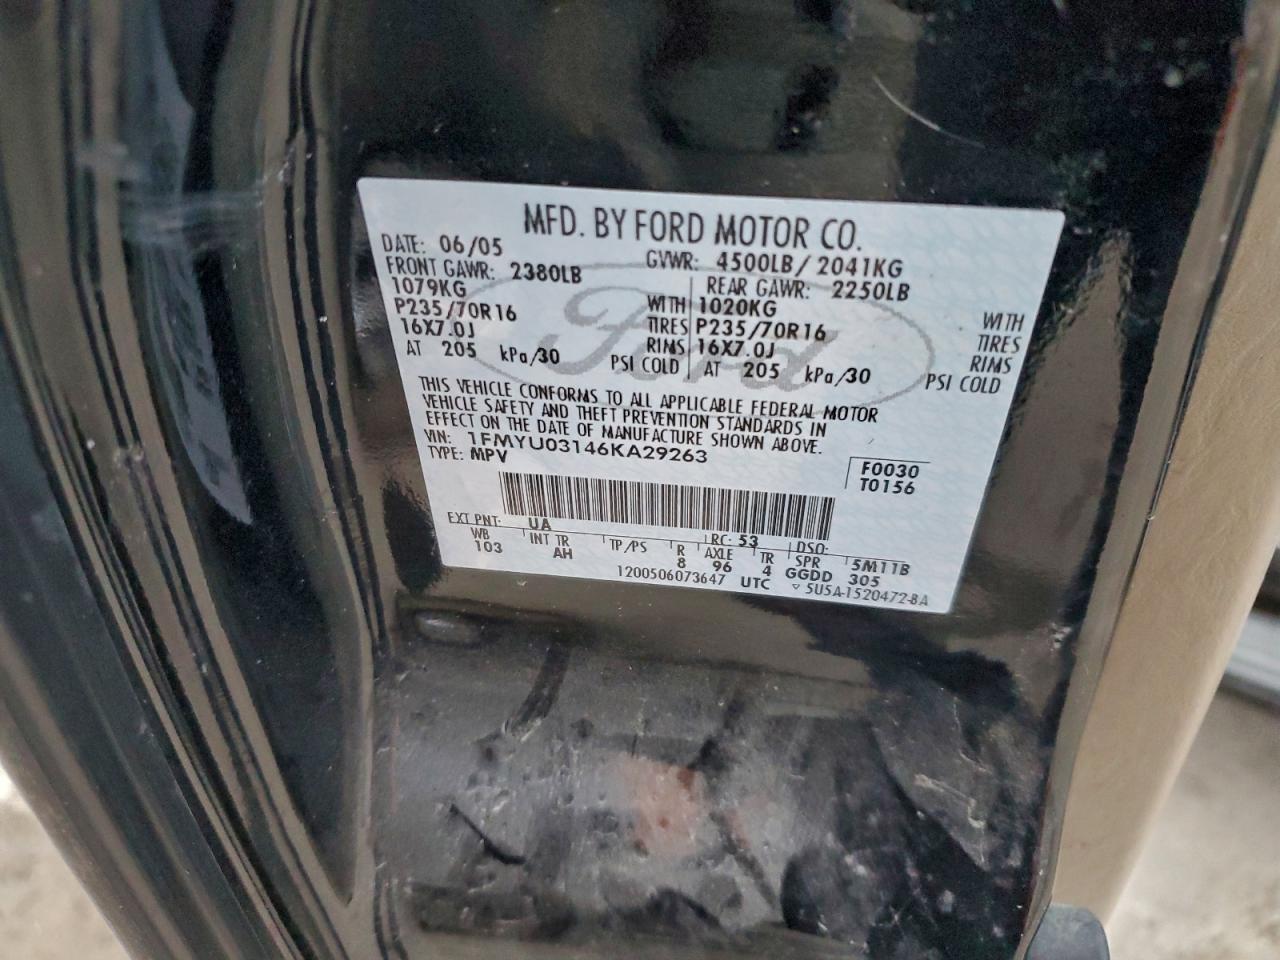 MFD. BY FORD MOTOR CO.
DATE: 06/05 GVWR: 4500LB/ 2041KG
FRONT GAWR: 2380LB REAR GAWR: 2250LB
1079KG WITH 1020KG WITH
P235/70R16 TIRES P235/70R16 TIRES
16X7.0J RIMS 16X7.0J RIMS
AT 205 kPa/30 PSI COLD AT 205 kPa/30 PSI COLD
Ford
THIS VEHICLE CONFORMS TO ALL APPLICABLE FEDERAL MOTOR
VEHICLE SAFETY AND THEFT PREVENTION STANDARDS IN
EFFECT ON THE DATE OF MANUFACTURE SHOWN ABOVE.
VIN: 1FMYU03146KA29263
TYPE: MPV
F0030
T0156
EXT PNT: UA RC: 53 DSO:
WB INT TR TP/PS R AXLE TR SPR 5M11B
103 AH 8 96 4 GGDD 305
1200506073647 UTC ▽ 5U5A-1520472-BA